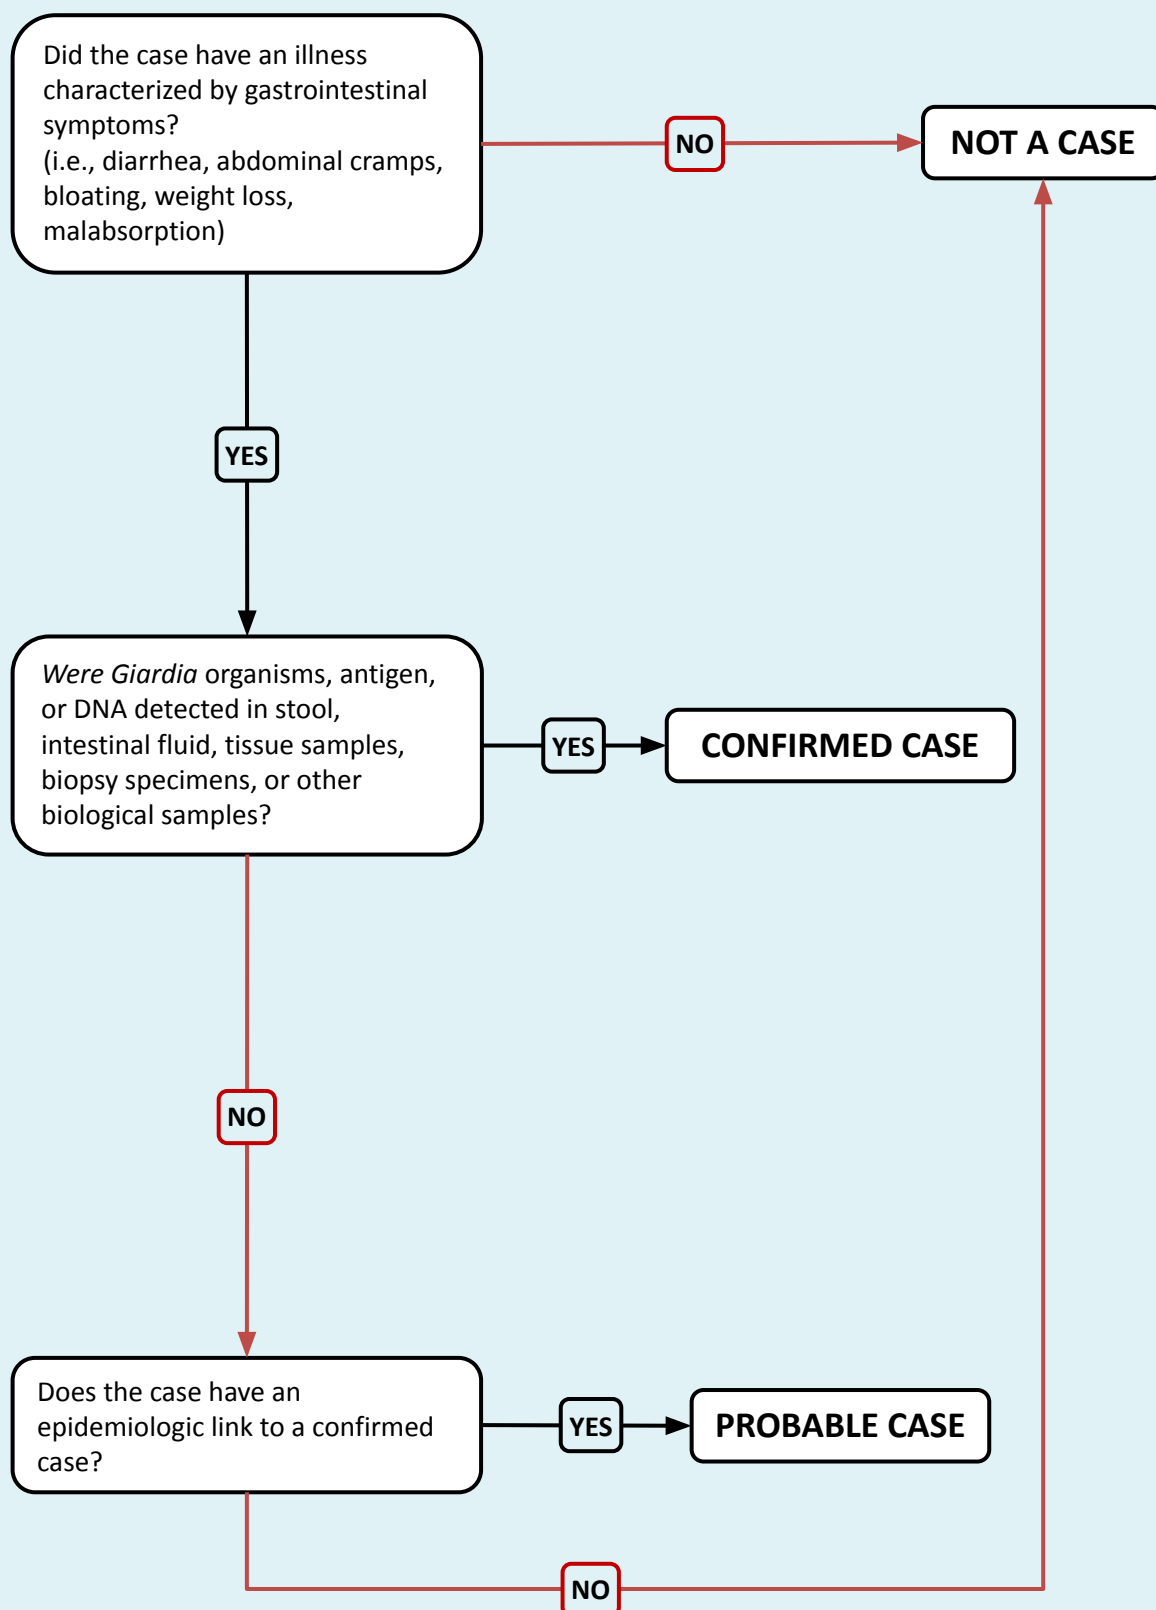 Did the case have an illness
characterized by gastrointestinal
symptoms?
(i.e., diarrhea, abdominal cramps,
bloating, weight loss,
malabsorption)
NO
NOT A CASE
YES
Were Giardia organisms, antigen,
or DNA detected in stool,
intestinal fluid, tissue samples,
biopsy specimens, or other
biological samples?
YES
CONFIRMED CASE
NO
Does the case have an
epidemiologic link to a confirmed
case?
YES
PROBABLE CASE
NO